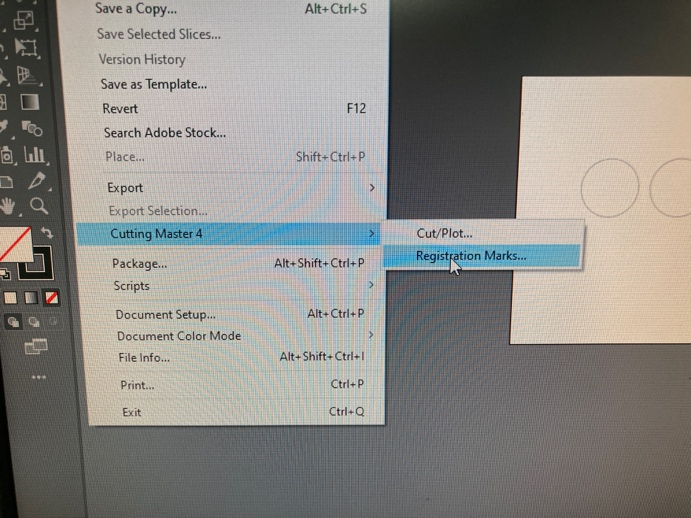 Save a Copy... Alt+Ctrl+S
Save Selected Slices...
Version History
Save as Template...
Revert F12
Search Adobe Stock...
Place... Shift+Ctrl+P
Export
Export Selection...
Cutting Master 4
Cut/Plot...
Registration Marks...
Package... Alt+Shift+Ctrl+P
Scripts
Document Setup... Alt+Ctrl+P
Document Color Mode
File Info... Alt+Shift+Ctrl+I
Print... Ctrl+P
Exit Ctrl+Q